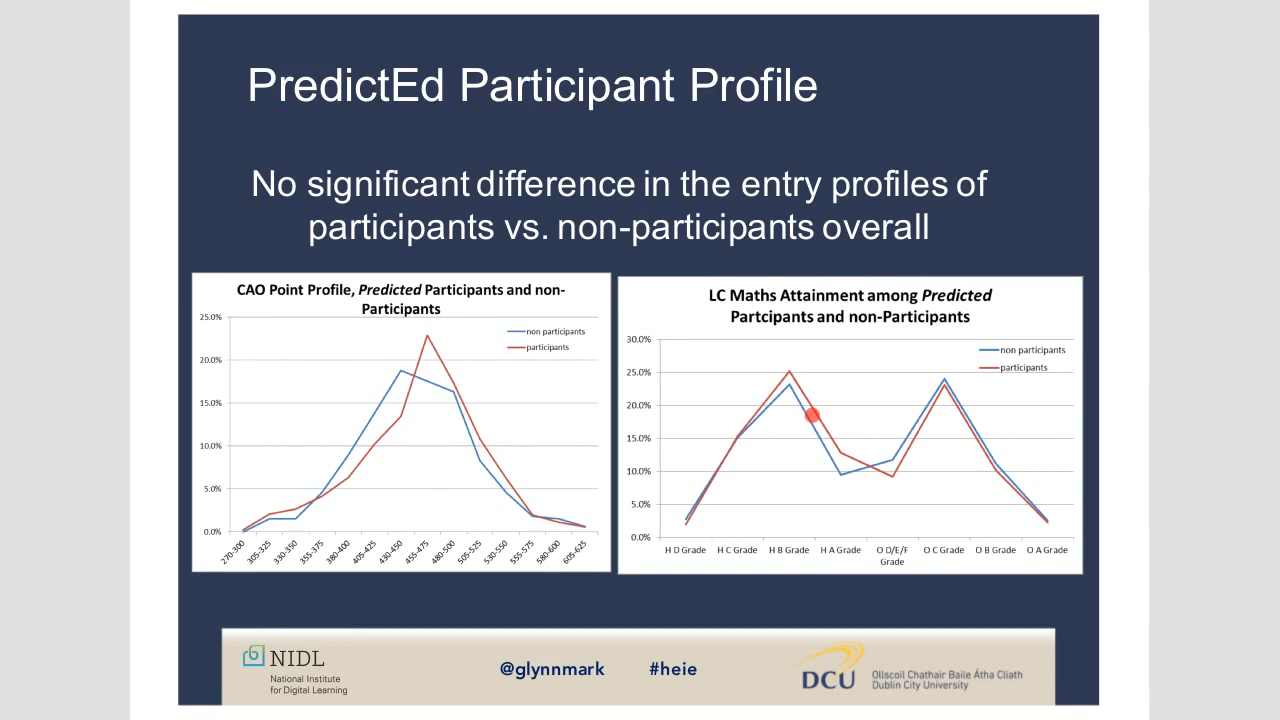 PredictEd Participant Profile
No significant difference in the entry profiles of
participants vs. non-participants overall
CAO Point Profile, Predicted Participants and non-
Participants
25.0%
20.0%
15.0%
10.0%
5.0%
0.0%
non participants
participants
270-300
305-325
330-350
355-375
380-400
405-425
430-450
455-475
480-500
505-525
530-550
555-575
580-600
605-625
LC Maths Attainment among Predicted
Partcipants and non-Participants
30.0%
25.0%
20.0%
15.0%
10.0%
5.0%
0.0%
non participants
participants
H D Grade
H C Grade
H B Grade
H A Grade
O D/E/F
Grade
O C Grade
O B Grade
O A Grade
NIDL
National Institute
for Digital Learning
@glynnmark #heie
DCU
Ollscoil Chathair Baile Átha Cliath
Dublin City University